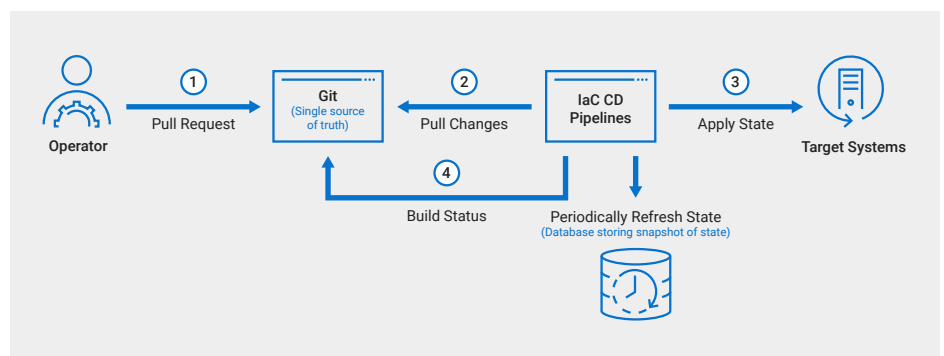 1
Pull Request
Operator
Git
(Single source
of truth)
2
Pull Changes
IaC CD
Pipelines
3
Apply State
Target Systems
4
Build Status
Periodically Refresh State
(Database storing snapshot of state)